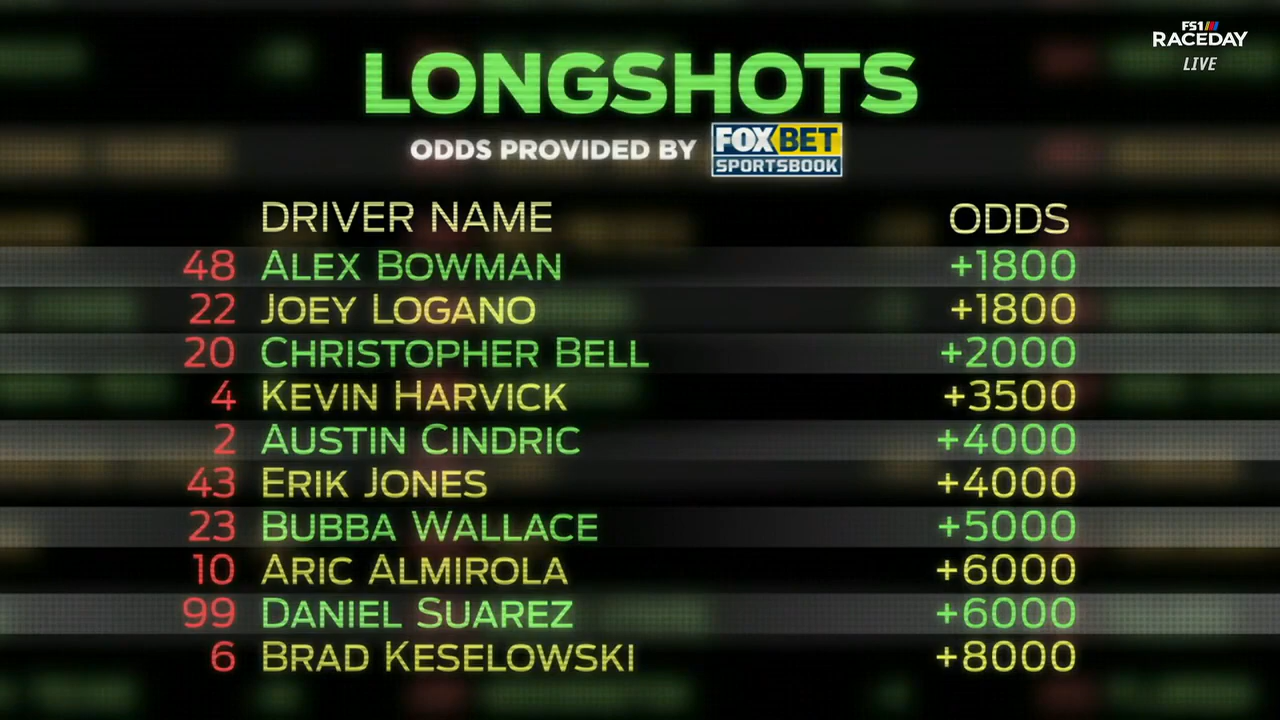 FS1
RACEDAY
LIVE
LONGSHOTS
ODDS PROVIDED BY FOX BET SPORTSBOOK
DRIVER NAME ODDS
48 ALEX BOWMAN +1800
22 JOEY LOGANO +1800
20 CHRISTOPHER BELL +2000
4 KEVIN HARVICK +3500
2 AUSTIN CINDRIC +4000
43 ERIK JONES +4000
23 BUBBA WALLACE +5000
10 ARIC ALMIROLA +6000
99 DANIEL SUAREZ +6000
6 BRAD KESELOWSKI +8000